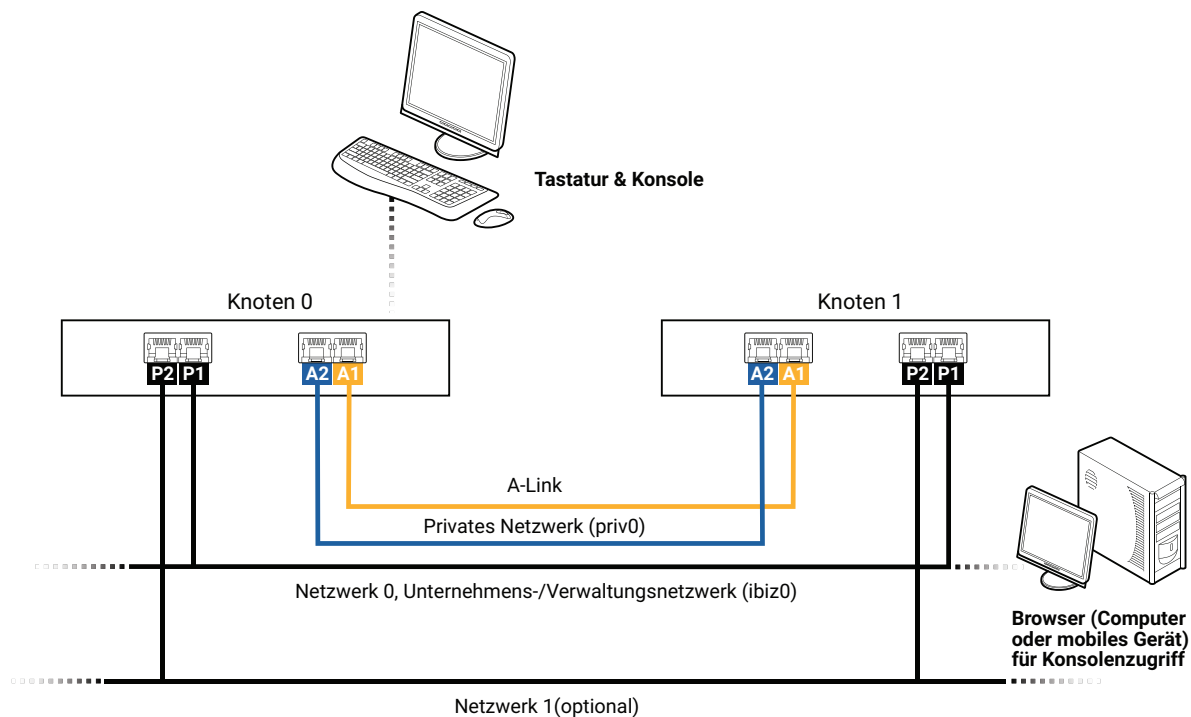 Tastatur & Konsole
Knoten 0
Knoten 1
P2 P1
A2 A1
A2 A1
P2 P1
A-Link
Privates Netzwerk (priv0)
Netzwerk 0, Unternehmens-/Verwaltungsnetzwerk (ibiz0)
Browser (Computer
oder mobiles Gerät)
für Konsolenzugriff
Netzwerk 1(optional)